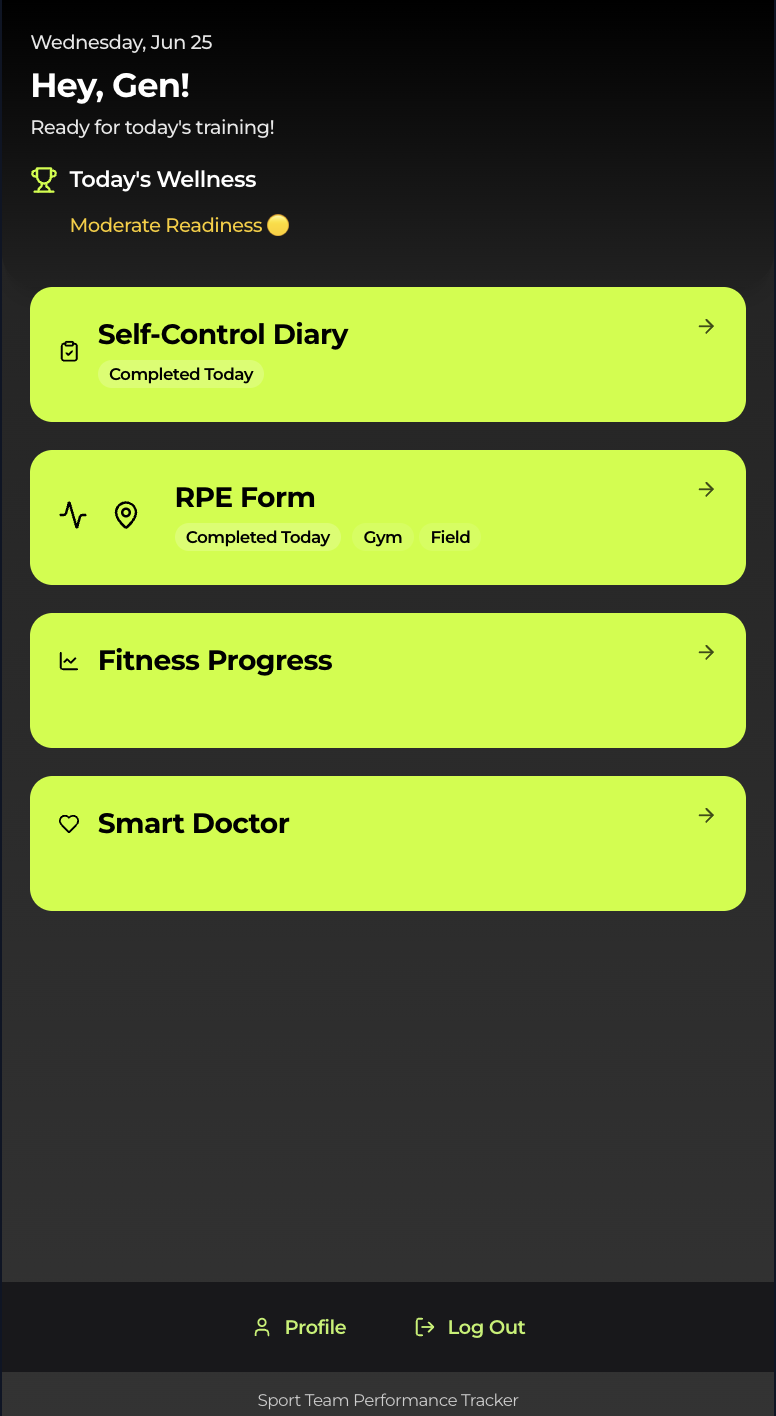 Wednesday, Jun 25
Hey, Gen!
Ready for today's training!
Today's Wellness
Moderate Readiness 🟡
Self-Control Diary
Completed Today
RPE Form
Completed Today Gym Field
Fitness Progress
Smart Doctor
Profile Log Out
Sport Team Performance Tracker